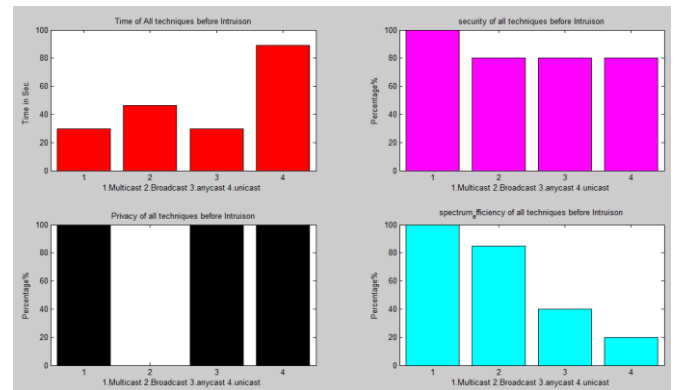 Time of All techniques before Intruison
100
80
60
40
20
0
Time in Sec.
1 2 3 4
1.Multicast 2.Broadcast 3.anycast 4.unicast
security of all techniques before Intruison
100
80
60
40
20
0
Percentage%
1 2 3 4
1.Multicast 2.Broadcast 3.anycast 4.unicast
Privacy of all techniques before Intruison
100
80
60
40
20
0
Percentage%
1 2 3 4
1.Multicast 2.Broadcast 3.anycast 4.unicast
spectrumefficiency of all techniques before Intruison
100
80
60
40
20
0
Percentage%
1 2 3 4
1.Multicast 2.Broadcast 3.anycast 4.unicast